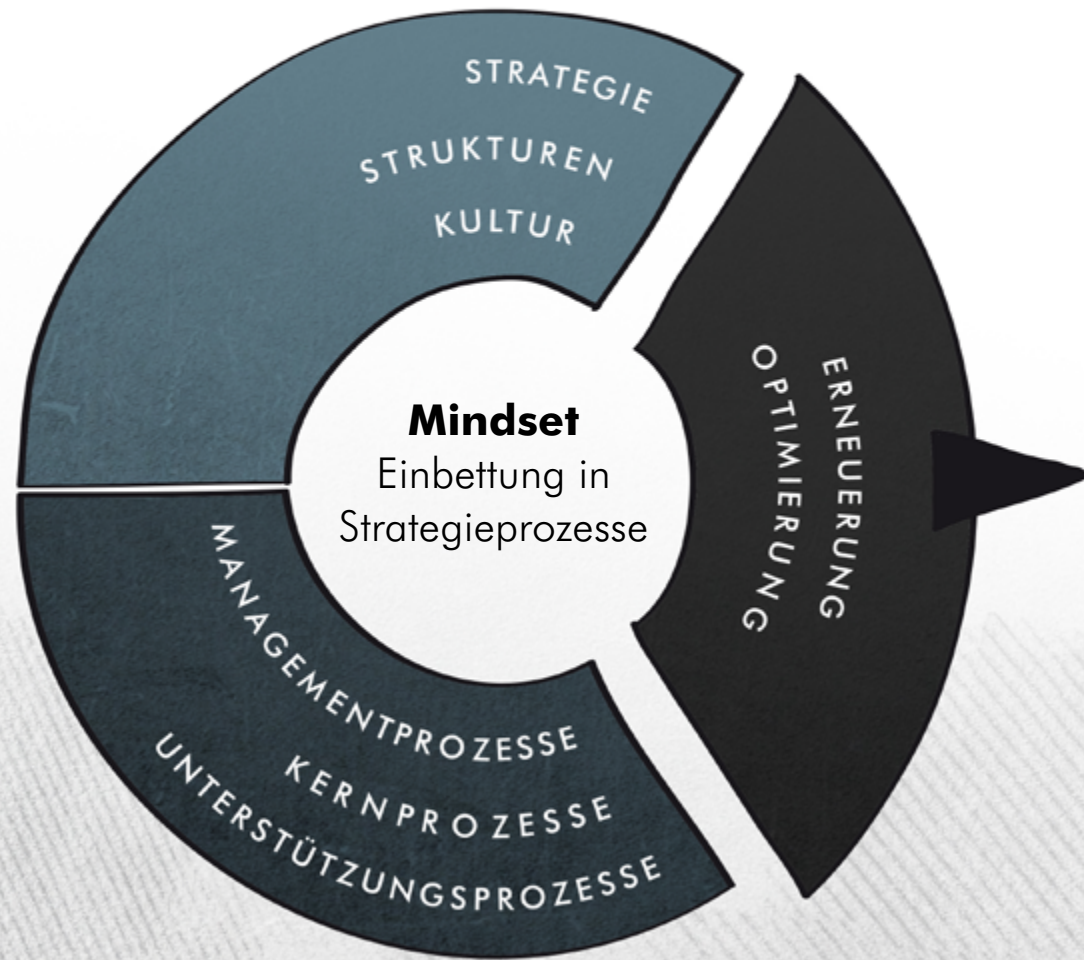 STRATEGIE
STRUKTUREN
KULTUR
Mindset
Einbettung in
Strategieprozesse
ERNEUERUNG
OPTIMIERUNG
MANAGEMENTPROZESSE
KERNPROZESSE
UNTERSTÜTZUNGSPROZESSE